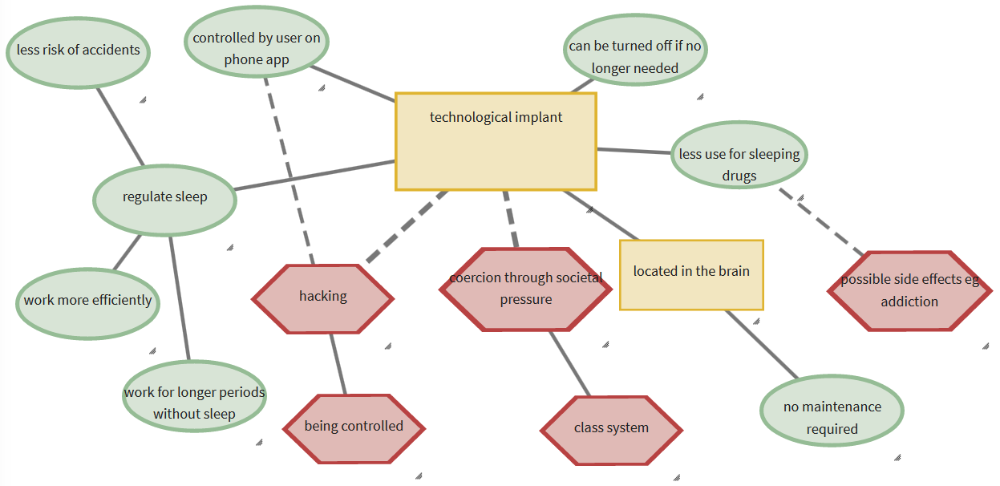 less risk of accidents
controlled by user on
phone app
can be turned off if no
longer needed
technological implant
less use for sleeping
drugs
regulate sleep
located in the brain
possible side effects eg
addiction
coercion through societal
pressure
hacking
work more efficiently
work for longer periods
without sleep
being controlled
class system
no maintenance
required